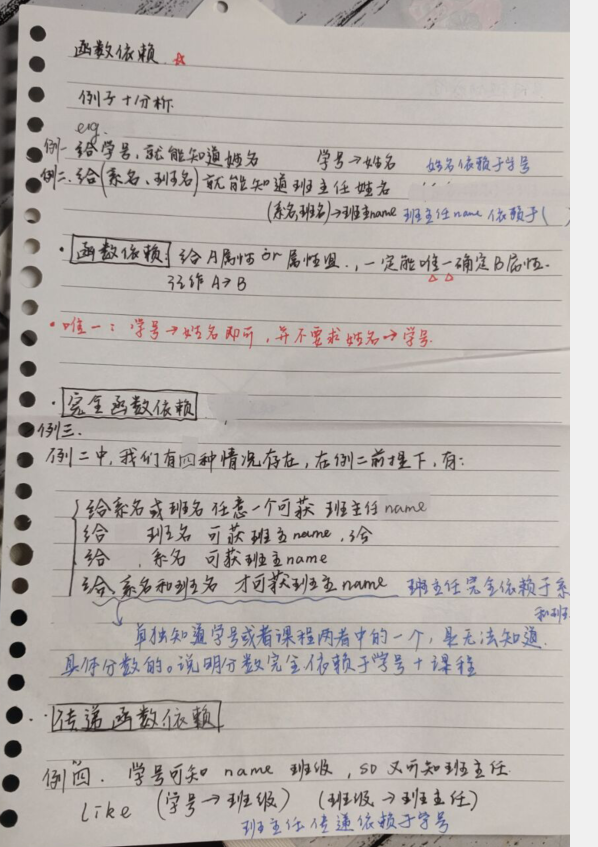 函数依赖 ☆
例子+分析
eg.
例一.给学号,就能知道姓名 学号→姓名 姓名依赖于学号
例二.给(系名、班名)就能知道班主任姓名 ...
(系名,班名)→班主name 班主任name 依赖于( )
·函数依赖:给A属性or属性组.,一定能唯一确定B属性.
记作 A→B
·唯一:学号→姓名即可,并不要求姓名→学号.
·完全函数依赖
例三.
例二中,我们有四种情况存在,在例二前提下,有:
给系名或班名任意一个可获 班主任name
给 班名 可获班主name,给
给 .系名 可获班主name
给、系名和班名 才可获班主name 班主任完全依赖于系
和班
单独知道学号或者课程两者中的一个,是无法知道
具体分数的。说明分数完全依赖于学号+课程
·传递函数依赖
例四. 学号可知 name 班级,so 又可知班主任.
like (学号→班级) (班级→班主任)
班主任传递依赖于学号